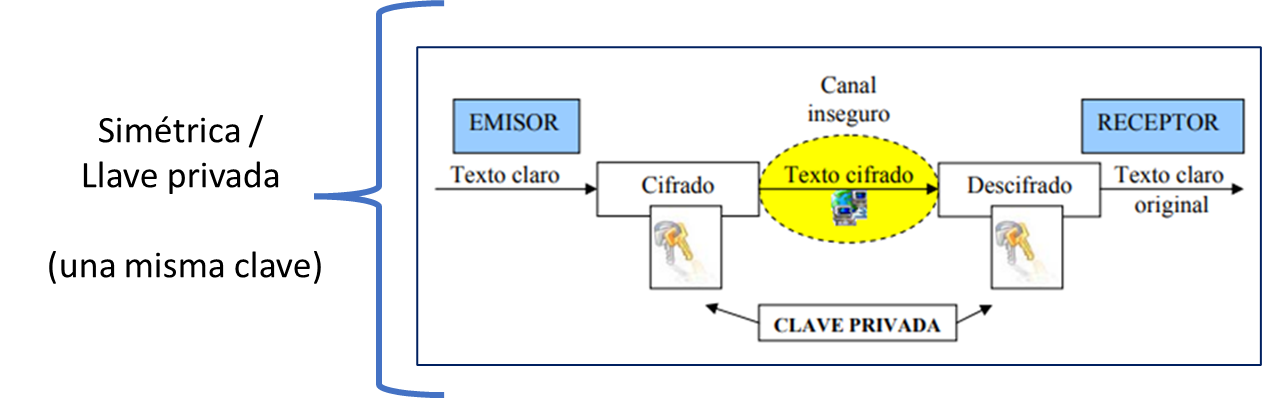 Simétrica /
Llave privada
(una misma clave)
Canal
inseguro
EMISOR
RECEPTOR
Texto claro
Cifrado
Texto cifrado
Descifrado
Texto claro
original
CLAVE PRIVADA